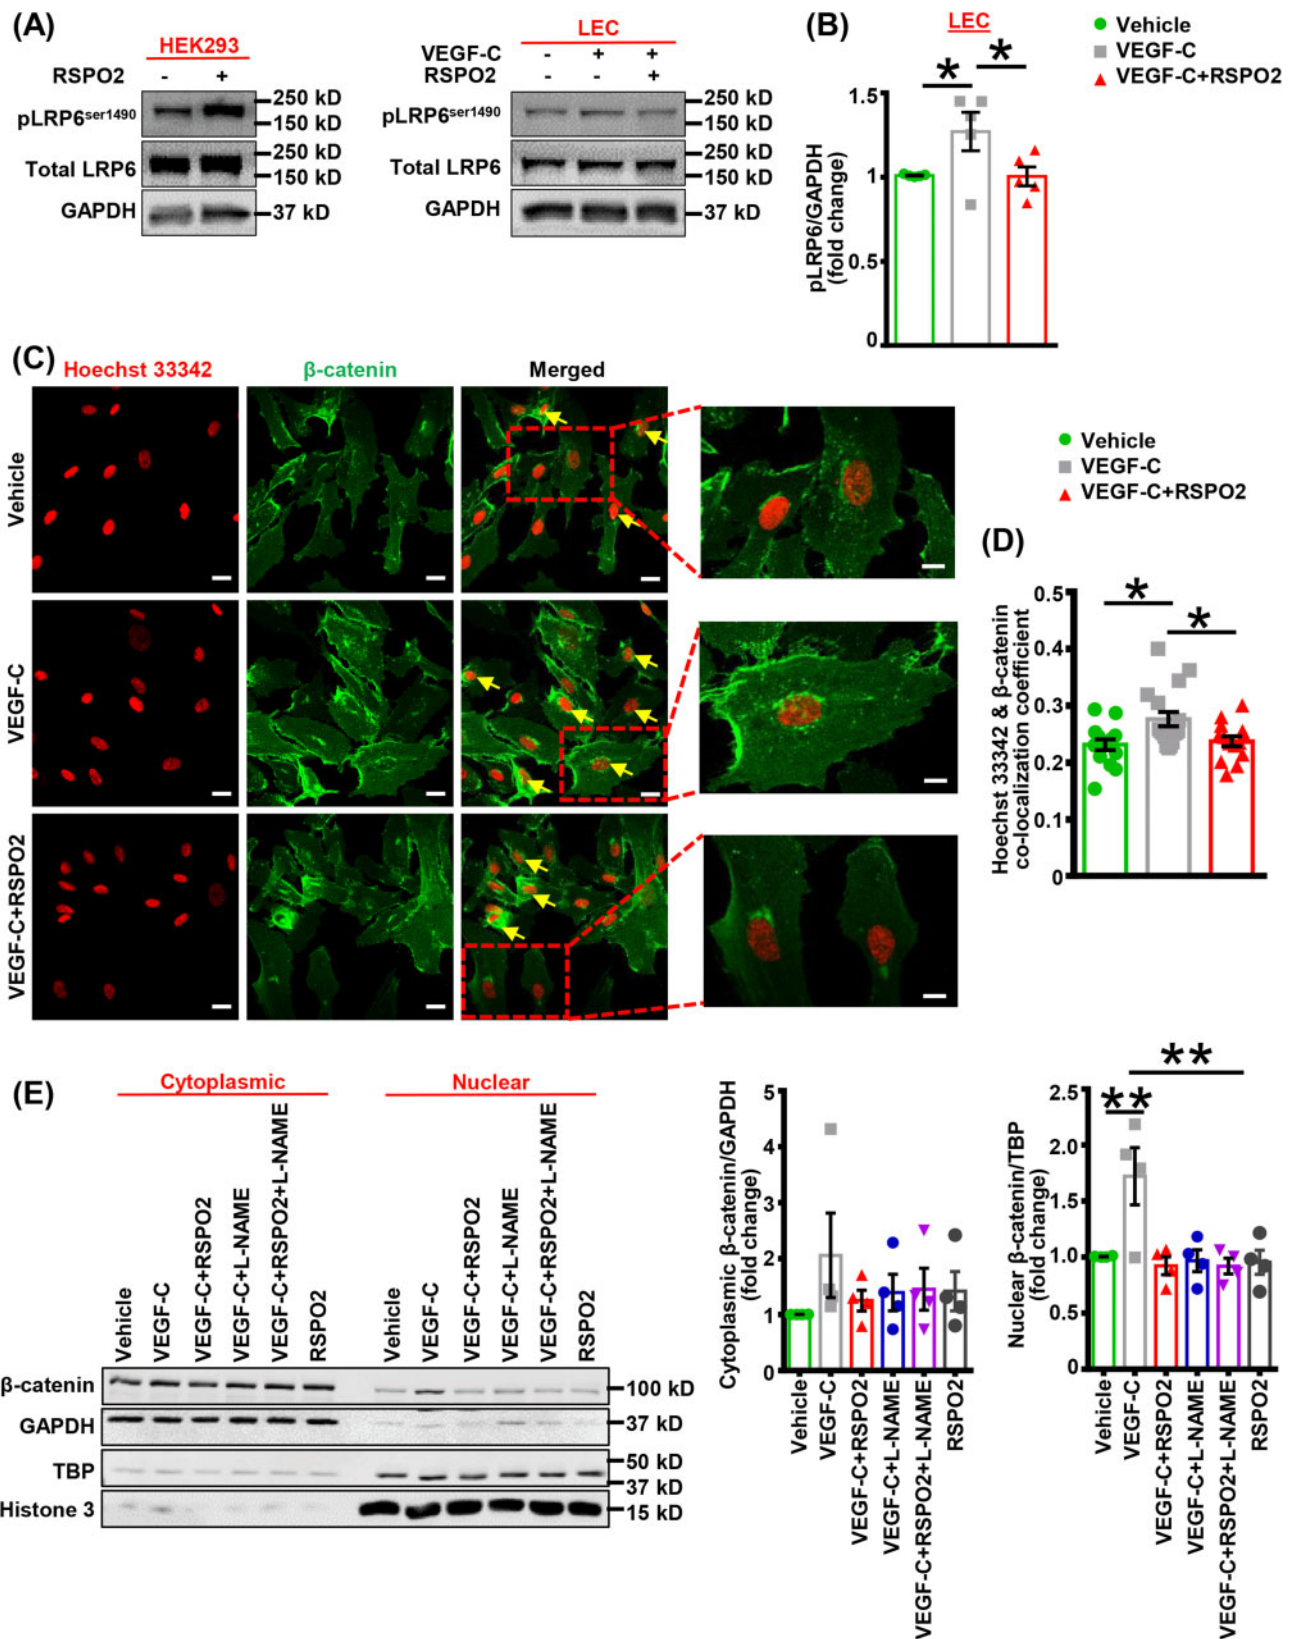 (A)
HEK293
RSPO2 - +
pLRP6ser1490
250 kD
150 kD
Total LRP6
250 kD
150 kD
GAPDH
37 kD
LEC
VEGF-C - + +
RSPO2 - - +
pLRP6ser1490
250 kD
150 kD
Total LRP6
250 kD
150 kD
GAPDH
37 kD
(B)
LEC
Vehicle
VEGF-C
VEGF-C+RSPO2
* *
pLRP6/GAPDH
(fold change)
1.5
1
0.5
0
(C)
Hoechst 33342
β-catenin
Merged
Vehicle
VEGF-C
VEGF-C+RSPO2
Vehicle
VEGF-C
VEGF-C+RSPO2
(D)
* *
Hoechst 33342 & β-catenin
co-localization coefficient
0.5
0.4
0.3
0.2
0.1
0
(E)
Cytoplasmic
Nuclear
Vehicle
VEGF-C
VEGF-C+RSPO2
VEGF-C+L-NAME
VEGF-C+RSPO2+L-NAME
RSPO2
Vehicle
VEGF-C
VEGF-C+RSPO2
VEGF-C+L-NAME
VEGF-C+RSPO2+L-NAME
RSPO2
β-catenin
100 kD
GAPDH
37 kD
TBP
50 kD
37 kD
Histone 3
15 kD
Cytoplasmic β-catenin/GAPDH
(fold change)
5
4
3
2
1
0
Vehicle
VEGF-C
VEGF-C+RSPO2
VEGF-C+L-NAME
VEGF-C+RSPO2+L-NAME
RSPO2
Nuclear β-catenin/TBP
(fold change)
**
**
2.5
2.0
1.5
1.0
0.5
0
Vehicle
VEGF-C
VEGF-C+RSPO2
VEGF-C+L-NAME
VEGF-C+RSPO2+L-NAME
RSPO2